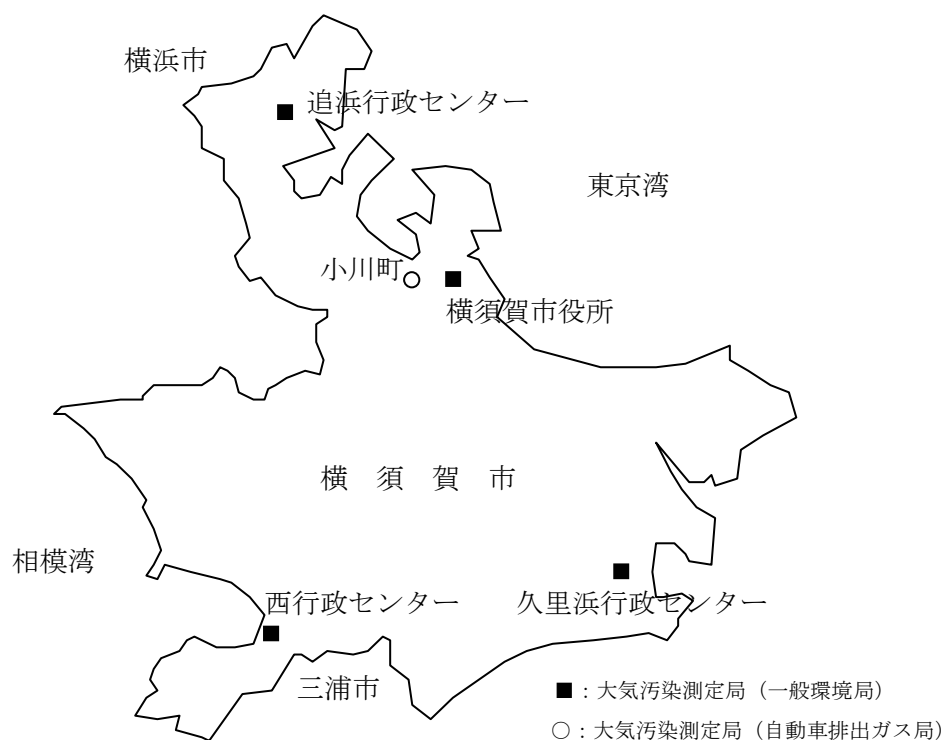 横浜市
追浜行政センター
東京湾
小川町
横須賀市役所
横 須 賀 市
相模湾
西行政センター
久里浜行政センター
三浦市
■：大気汚染測定局（一般環境局）
○：大気汚染測定局（自動車排出ガス局）